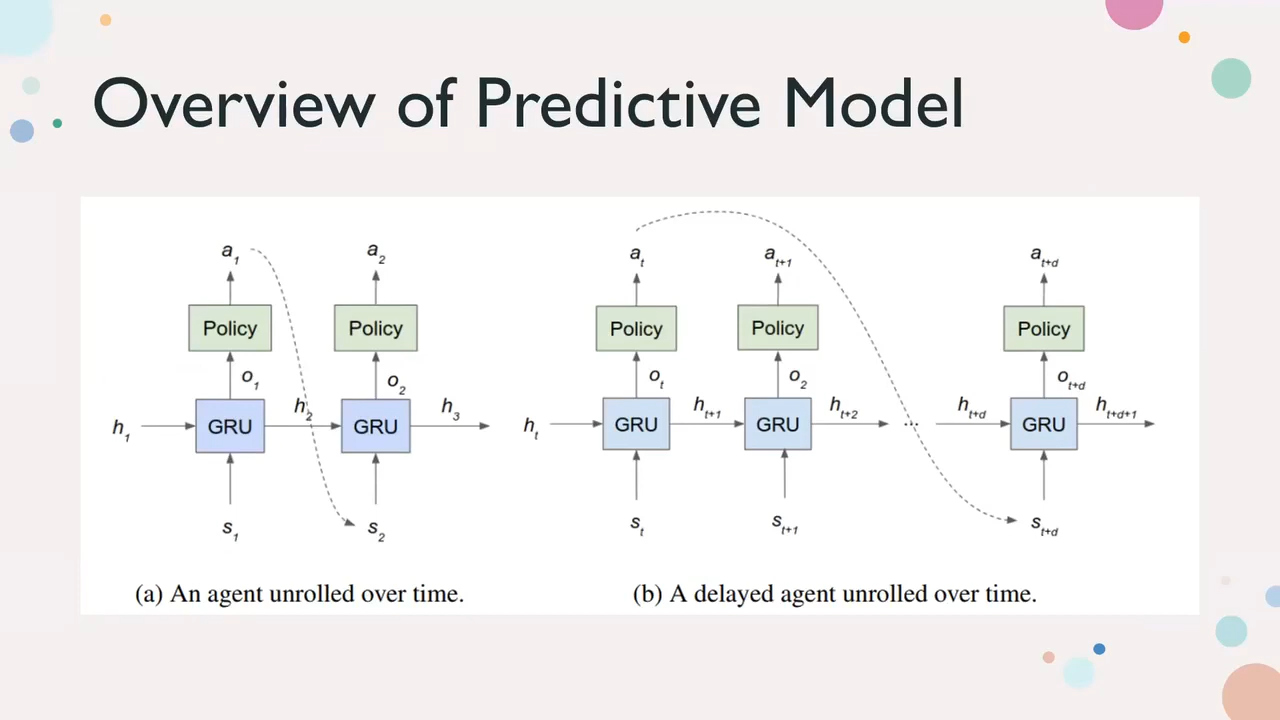 Overview of Predictive Model
a1
a2
Policy
Policy
o1
o2
h1
GRU
h2
GRU
h3
s1
s2
(a) An agent unrolled over time.
at
at+1
at+d
Policy
Policy
Policy
ot
o2
ot+d
ht
GRU
ht+1
GRU
ht+2
...
ht+d
GRU
ht+d+1
st
st+1
st+d
(b) A delayed agent unrolled over time.